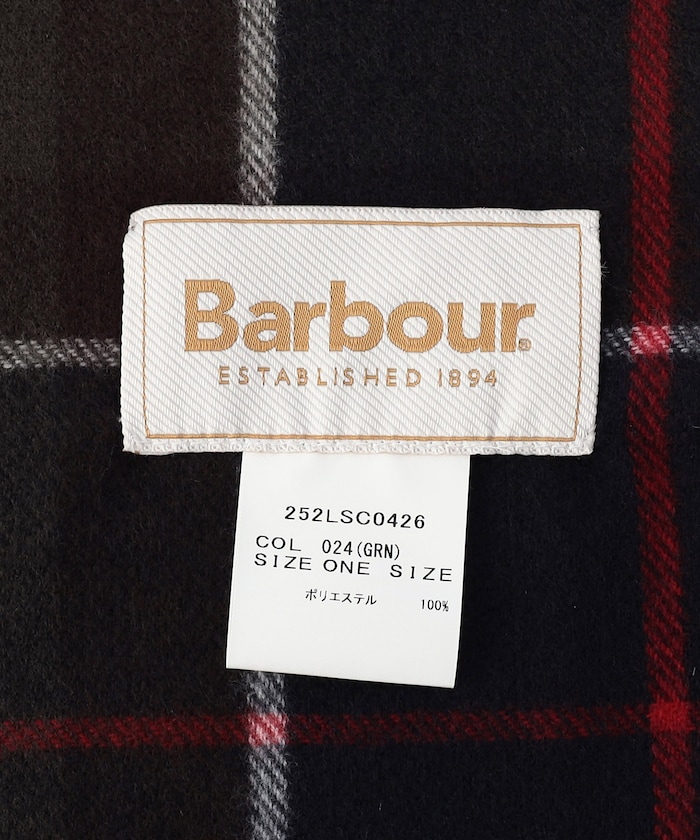 Barbour®
ESTABLISHED 1894
252LSC0426
COL 024(GRN)
SIZE ONE SIZE
ポリエステル 100%